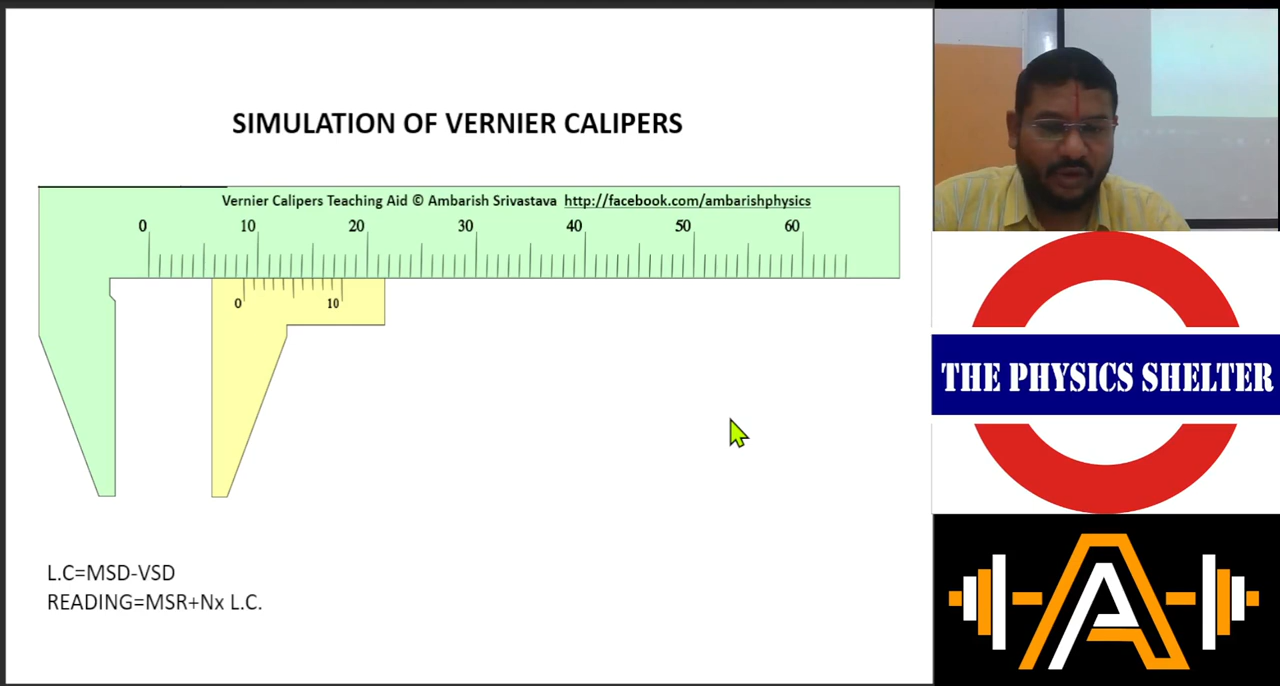 SIMULATION OF VERNIER CALIPERS
Vernier Calipers Teaching Aid © Ambarish Srivastava http://facebook.com/ambarishphysics
0 10 20 30 40 50 60
0 10
L.C=MSD-VSD
READING=MSR+Nx L.C.
THE PHYSICS SHELTER
A